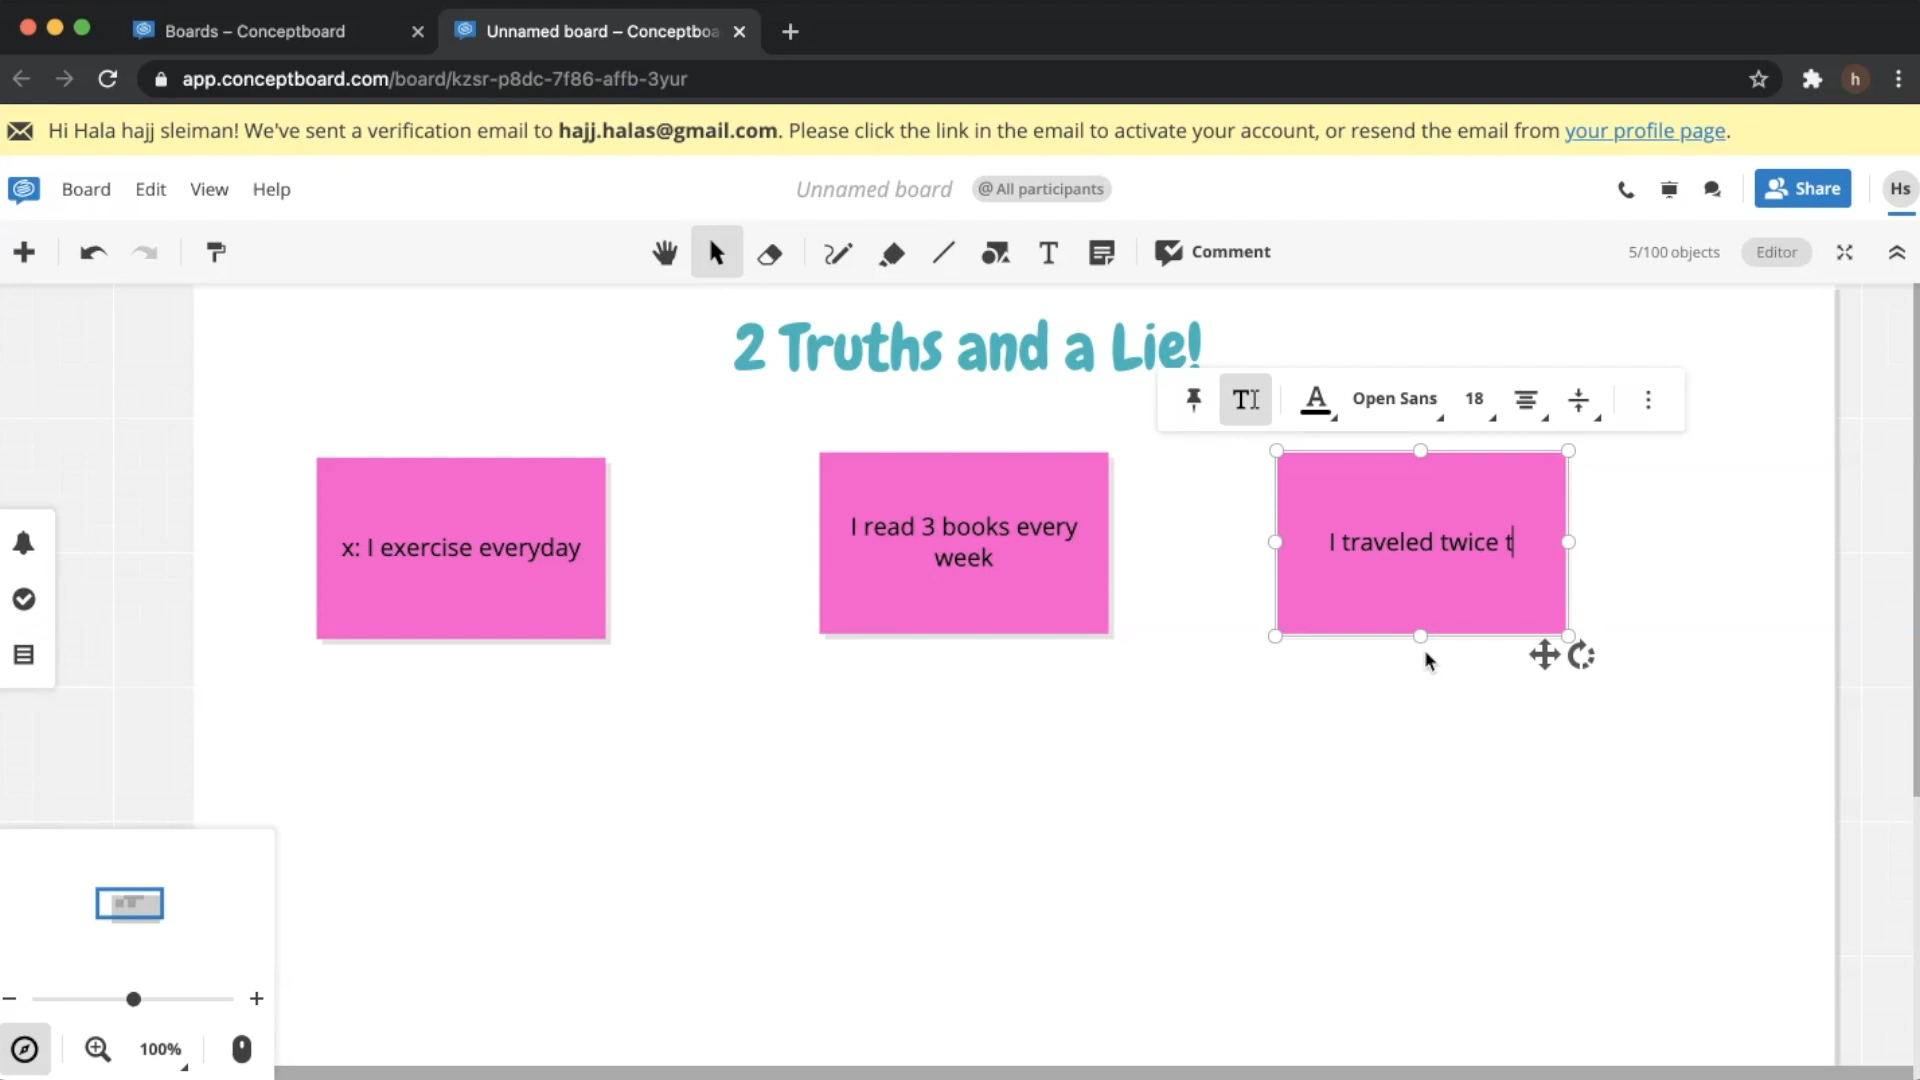 Boards – Conceptboard
Unnamed board – Conceptboa
app.conceptboard.com/board/kzsr-p8dc-7f86-affb-3yur
h
Hi Hala hajj sleiman! We've sent a verification email to hajj.halas@gmail.com. Please click the link in the email to activate your account, or resend the email from your profile page.
Board Edit View Help
Unnamed board
@ All participants
Share
Hs
T
Comment
5/100 objects
Editor
2 Truths and a Lie!
A
Open Sans
18
x: I exercise everyday
I read 3 books every
week
I traveled twice t
100%